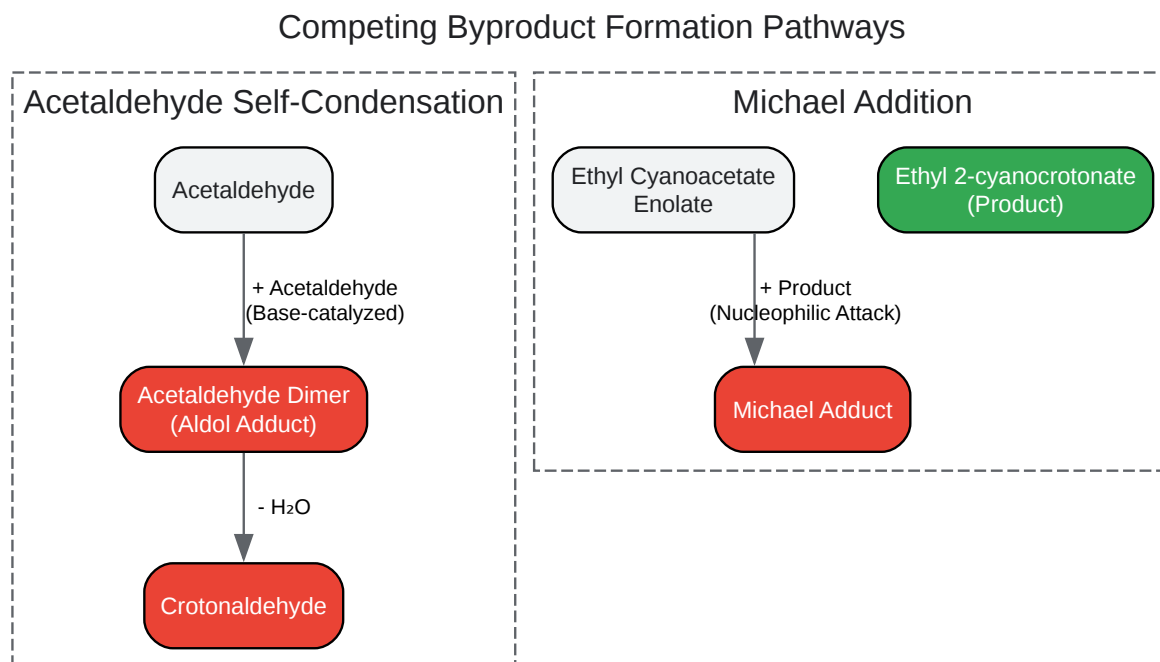 Competing Byproduct Formation Pathways
Acetaldehyde Self-Condensation
Acetaldehyde
+ Acetaldehyde
(Base-catalyzed)
Acetaldehyde Dimer
(Aldol Adduct)
- H₂O
Crotonaldehyde
Michael Addition
Ethyl Cyanoacetate
Enolate
Ethyl 2-cyanocrotonate
(Product)
+ Product
(Nucleophilic Attack)
Michael Adduct